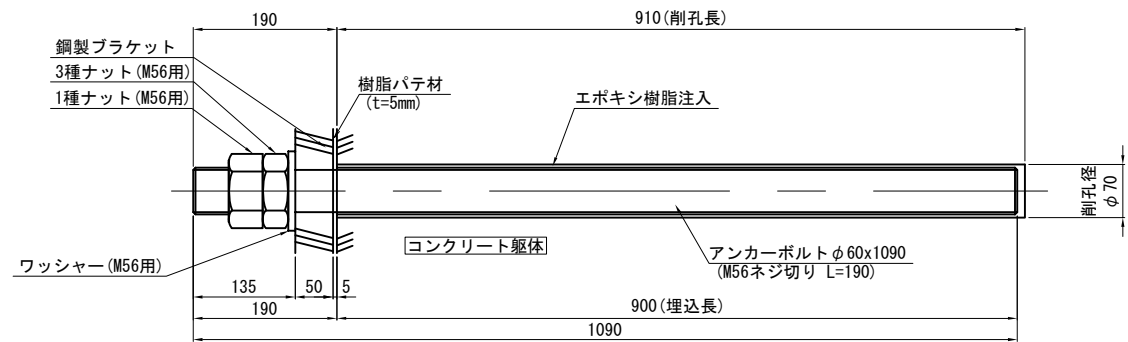 190
910(削孔長)
鋼製ブラケット
3種ナット(M56用)
1種ナット(M56用)
樹脂パテ材
(t=5mm)
エポキシ樹脂注入
削孔径
φ70
コンクリート躯体
アンカーボルトφ60x1090
(M56ネジ切り L=190)
ワッシャー(M56用)
135
50
5
190
900(埋込長)
1090